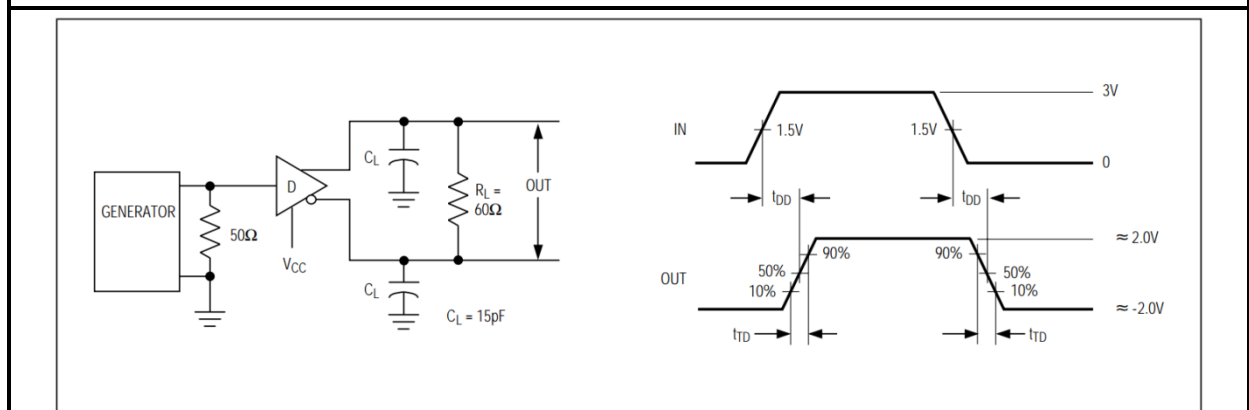 GENERATOR
50Ω
D
VCC
CL
CL
CL = 15pF
RL =
60Ω
OUT
IN
1.5V
1.5V
3V
0
tDD
tDD
OUT
90%
50%
10%
90%
50%
10%
≈ 2.0V
≈ -2.0V
tTD
tTD